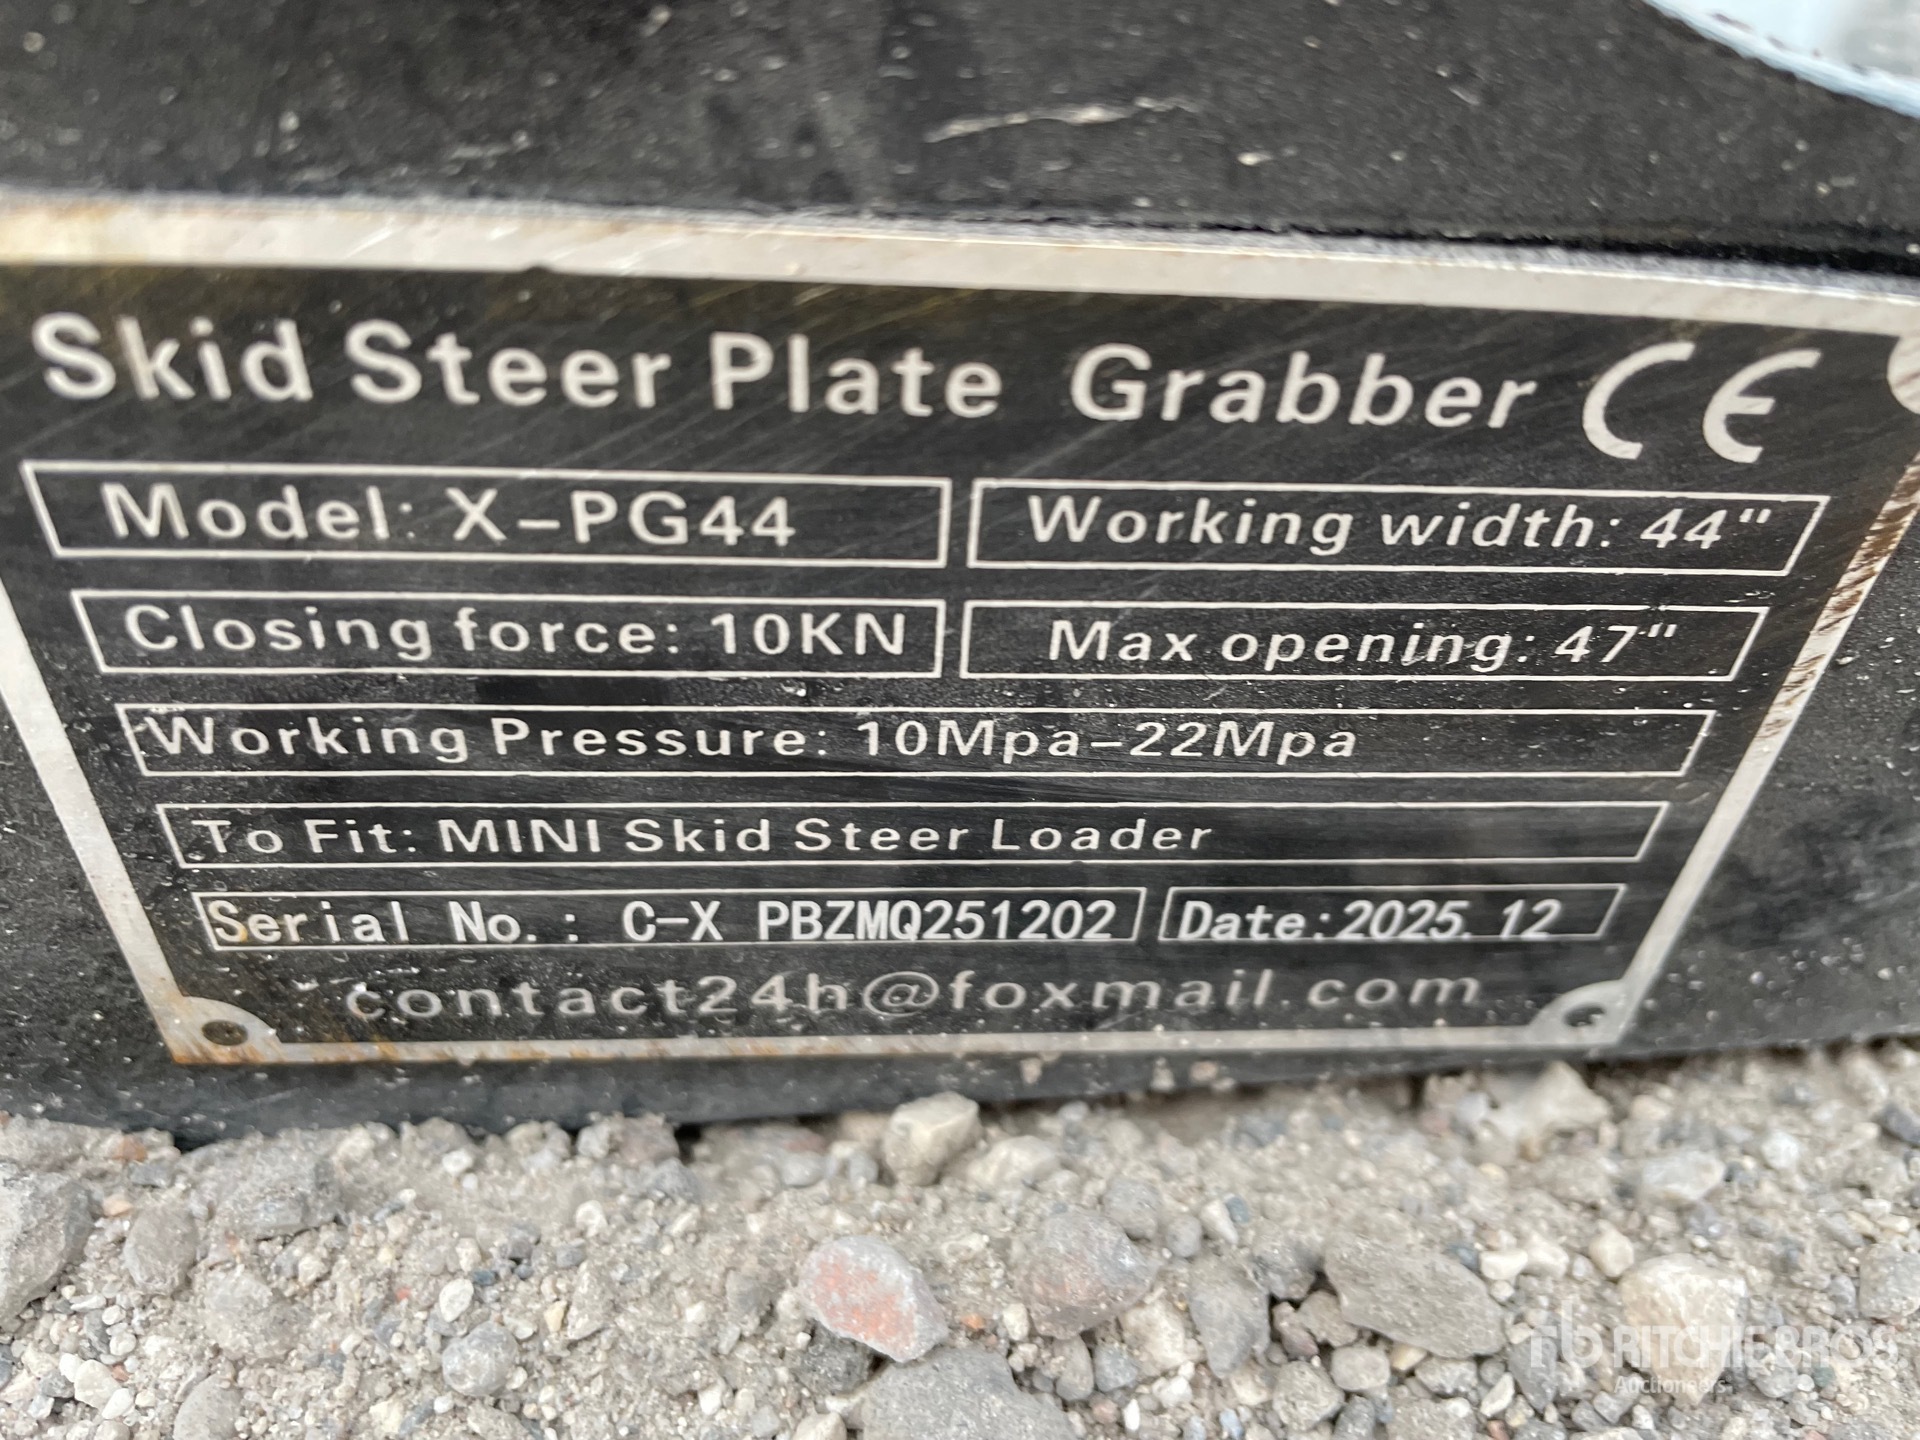 Skid Steer Plate Grabber CE
Model: X-PG44 Working width: 44"
Closing force: 10KN Max opening: 47"
Working Pressure: 10Mpa-22Mpa
To Fit: MINI Skid Steer Loader
Serial No.: C-X PBZMQ251202 Date:2025.12
contact24h@foxmail.com
rb RITCHIE BROS
Auctioneers